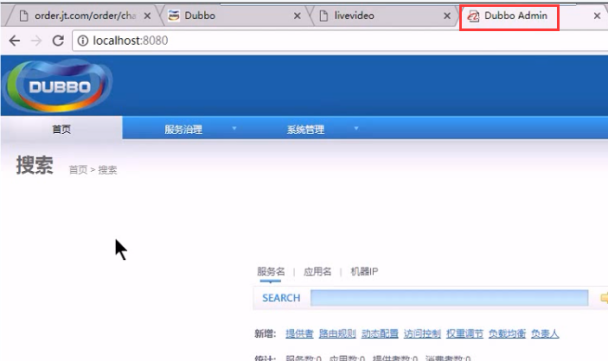 order.jt.com/order/cha Dubbo livevideo Dubbo Admin
localhost:8080
DUBBO
首页 服务治理 系统管理
搜索 首页 > 搜索
服务名 | 应用名 | 机器IP
SEARCH
新增: 提供者 路由规则 动态配置 访问控制 权重调节 负载均衡 负责人
统计: 服务数:0 应用数:0 提供者数:0 消费者数:0